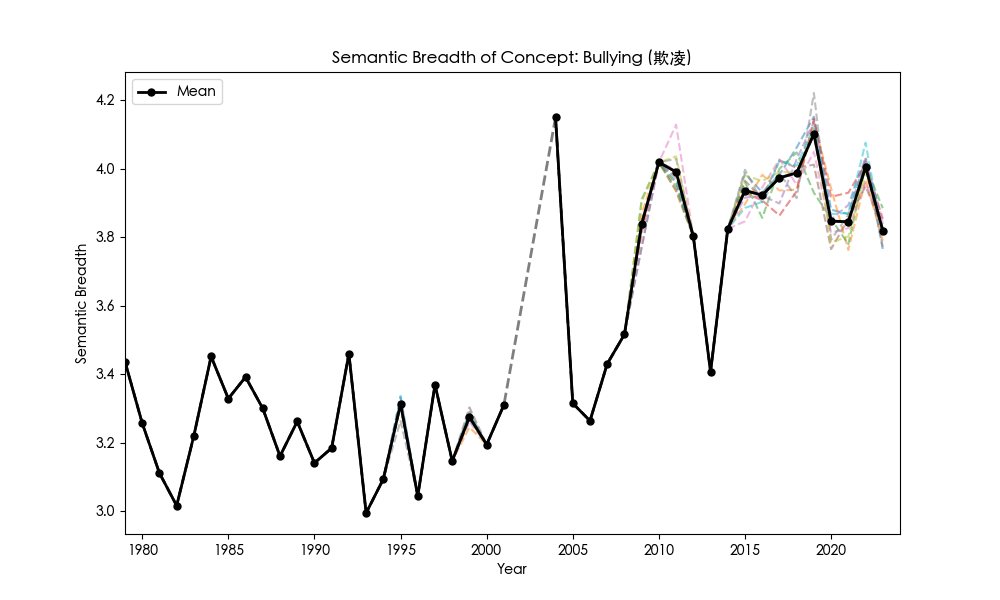 Semantic Breadth of Concept: Bullying (欺凌)
Mean
Semantic Breadth
4.2
4.0
3.8
3.6
3.4
3.2
3.0
1980 1985 1990 1995 2000 2005 2010 2015 2020
Year